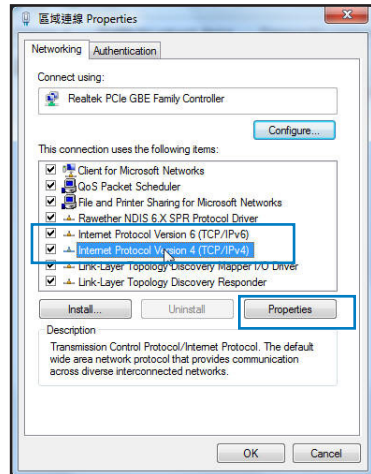 區域連線 Properties
Networking Authentication
Connect using:
Realtek PCIe GBE Family Controller
Configure...
This connection uses the following items:
Client for Microsoft Networks
QoS Packet Scheduler
File and Printer Sharing for Microsoft Networks
Rawether NDIS 6.X SPR Protocol Driver
Internet Protocol Version 6 (TCP/IPv6)
Internet Protocol Version 4 (TCP/IPv4)
Link-Layer Topology Discovery Mapper I/O Driver
Link-Layer Topology Discovery Responder
Install... Uninstall Properties
Description
Transmission Control Protocol/Internet Protocol. The default
wide area network protocol that provides communication
across diverse interconnected networks.
OK Cancel